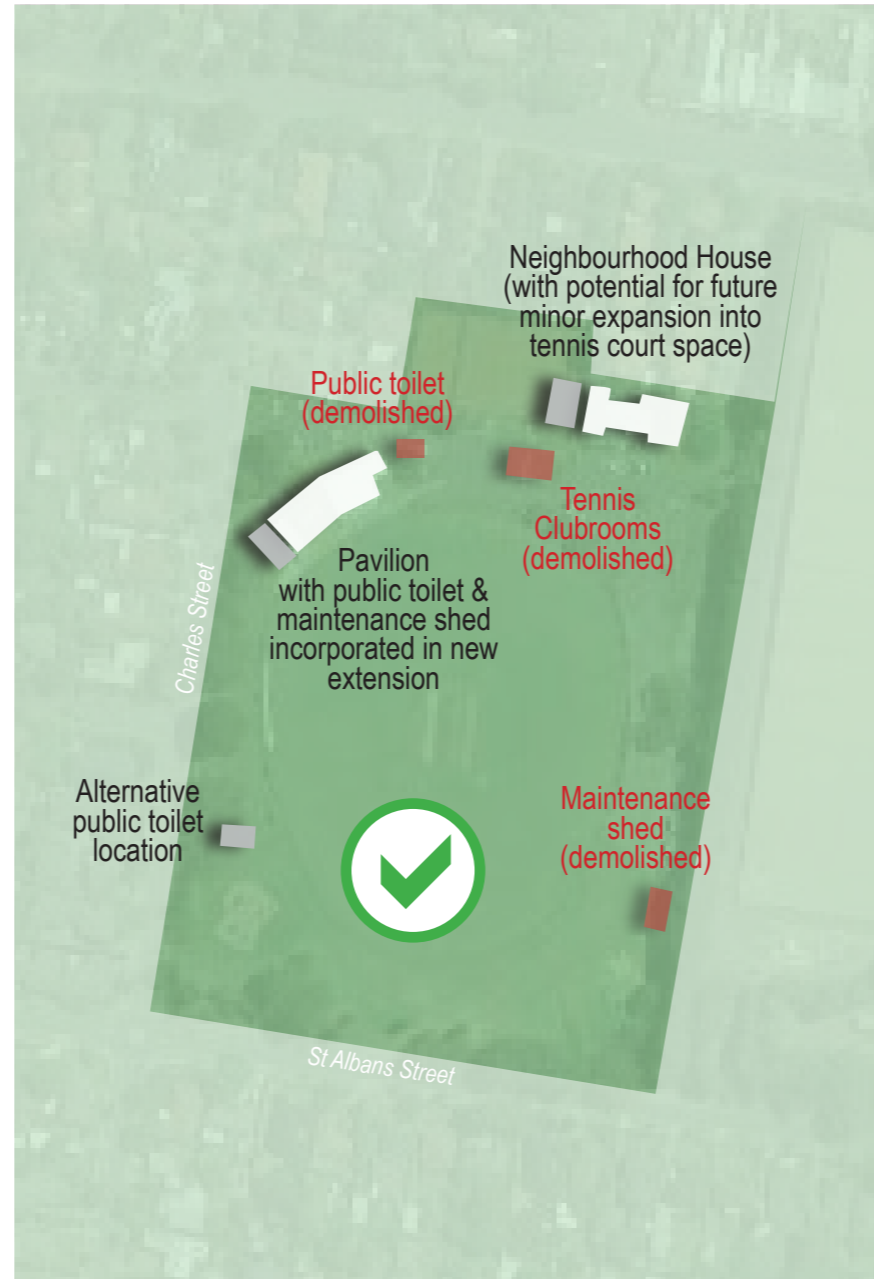 Neighbourhood House
(with potential for future
minor expansion into
tennis court space)
Public toilet
(demolished)
Tennis
Clubrooms
(demolished)
Pavilion
with public toilet &
maintenance shed
incorporated in new
extension
Charles Street
Alternative
public toilet
location
Maintenance
shed
(demolished)
St Albans Street